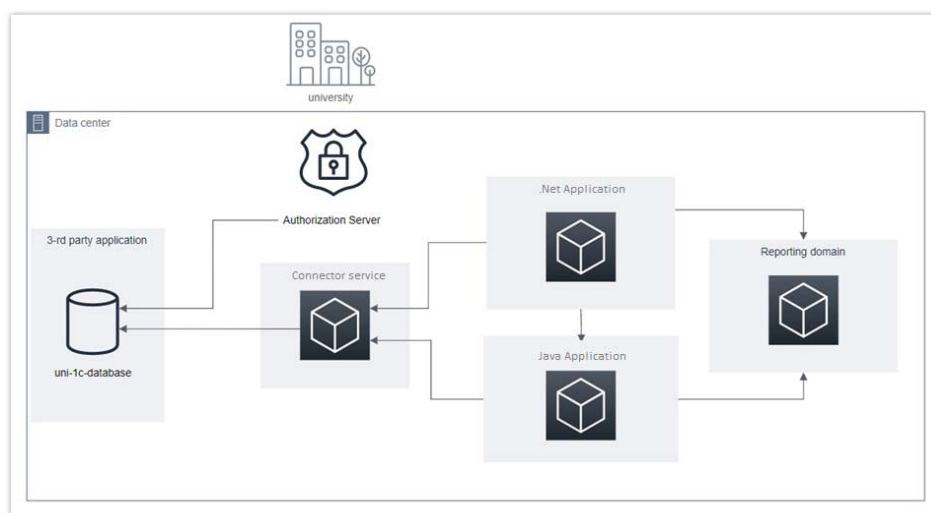 university
Data center
Authorization Server
.Net Application
3-rd party application
Reporting domain
Connector service
Java Application
uni-1c-database